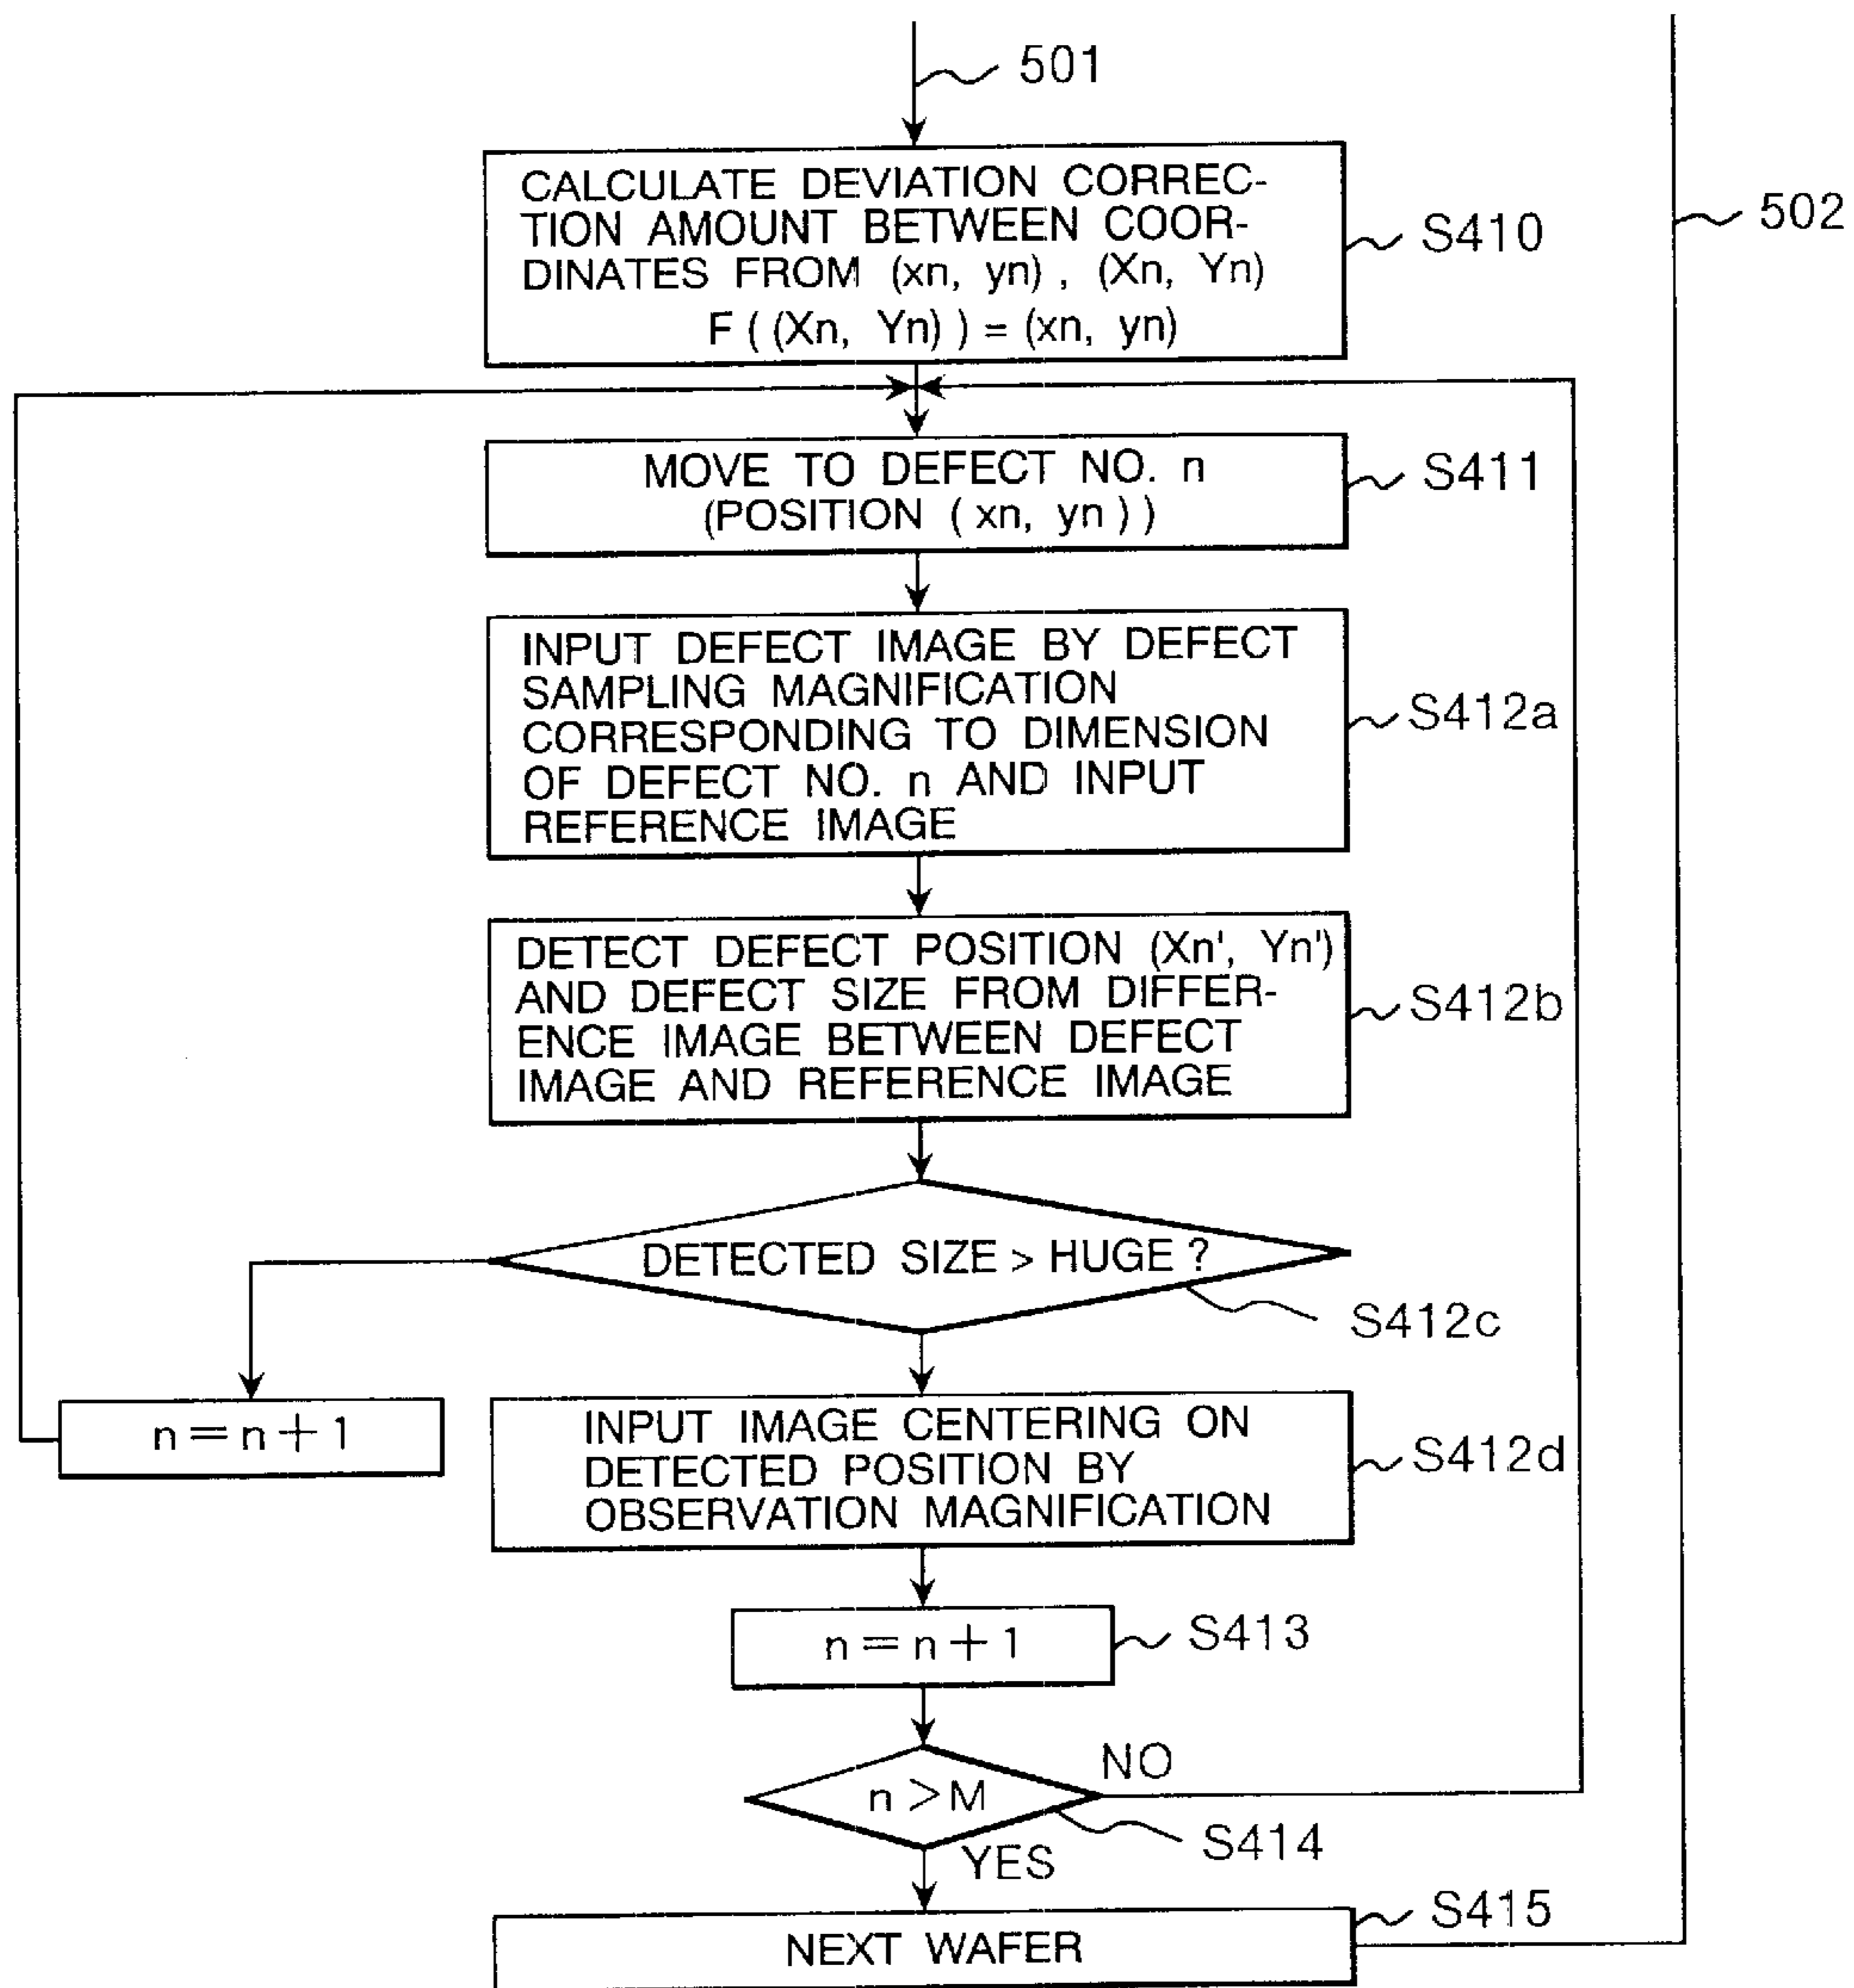 501
CALCULATE DEVIATION CORREC-
TION AMOUNT BETWEEN COOR-
DINATES FROM (xn, yn), (Xn, Yn)
F ( (Xn, Yn) ) = (xn, yn)
S410
502
MOVE TO DEFECT NO. n
(POSITION ( xn, yn ) )
S411
INPUT DEFECT IMAGE BY DEFECT
SAMPLING MAGNIFICATION
CORRESPONDING TO DIMENSION
OF DEFECT NO. n AND INPUT
REFERENCE IMAGE
S412a
DETECT DEFECT POSITION (Xn', Yn')
AND DEFECT SIZE FROM DIFFER-
ENCE IMAGE BETWEEN DEFECT
IMAGE AND REFERENCE IMAGE
S412b
DETECTED SIZE > HUGE ?
S412c
n = n + 1
INPUT IMAGE CENTERING ON
DETECTED POSITION BY
OBSERVATION MAGNIFICATION
S412d
n = n + 1
S413
n > M
NO
S414
YES
NEXT WAFER
S415